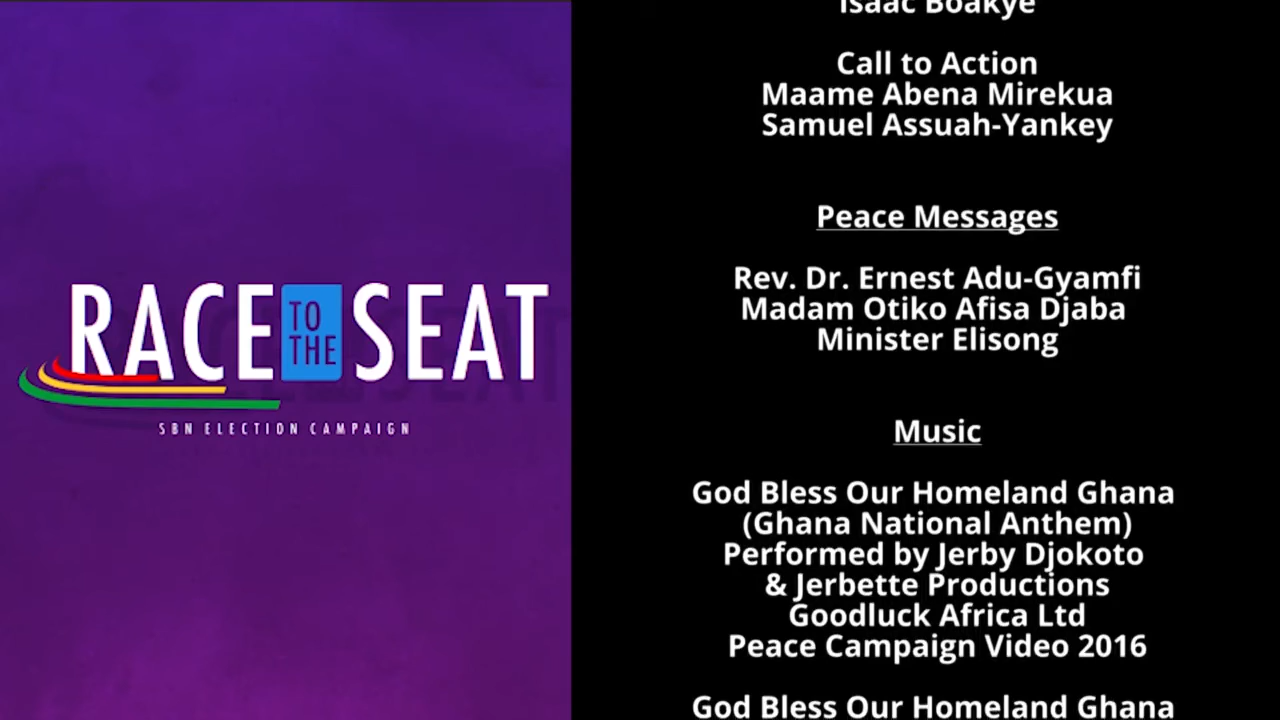 RACE TO THE SEAT
SBN ELECTION CAMPAIGN
Isaac Boakye
Call to Action
Maame Abena Mirekua
Samuel Assuah-Yankey
Peace Messages
Rev. Dr. Ernest Adu-Gyamfi
Madam Otiko Afisa Djaba
Minister Elisong
Music
God Bless Our Homeland Ghana
(Ghana National Anthem)
Performed by Jerby Djokoto
& Jerbette Productions
Goodluck Africa Ltd
Peace Campaign Video 2016
God Bless Our Homeland Ghana